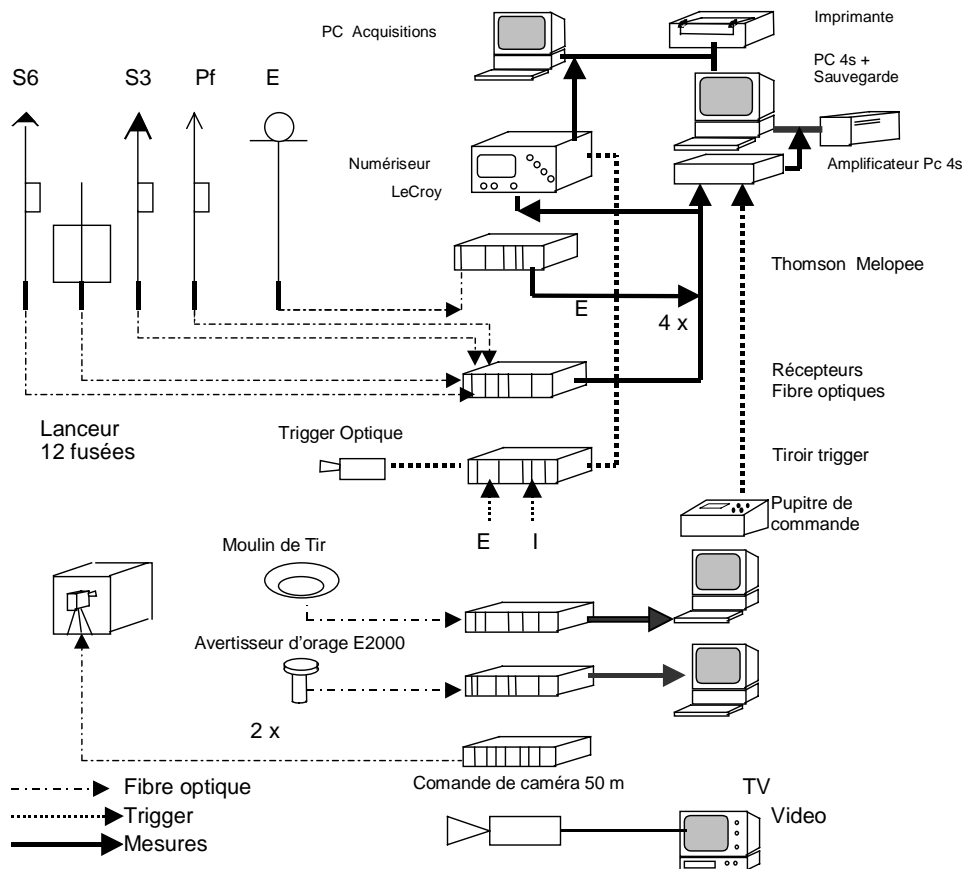 PC Acquisitions
Imprimante
PC 4s +
Sauvegarde
S6
S3
Pf
E
Numériseur
LeCroy
Amplificateur Pc 4s
Thomson Melopee
E
4 x
Récepteurs
Fibre optiques
Lanceur
12 fusées
Trigger Optique
Tiroir trigger
Pupitre de
commande
E
I
Moulin de Tir
Avertisseur d'orage E2000
2 x
Comande de caméra 50 m
Fibre optique
Trigger
Mesures
TV
Video